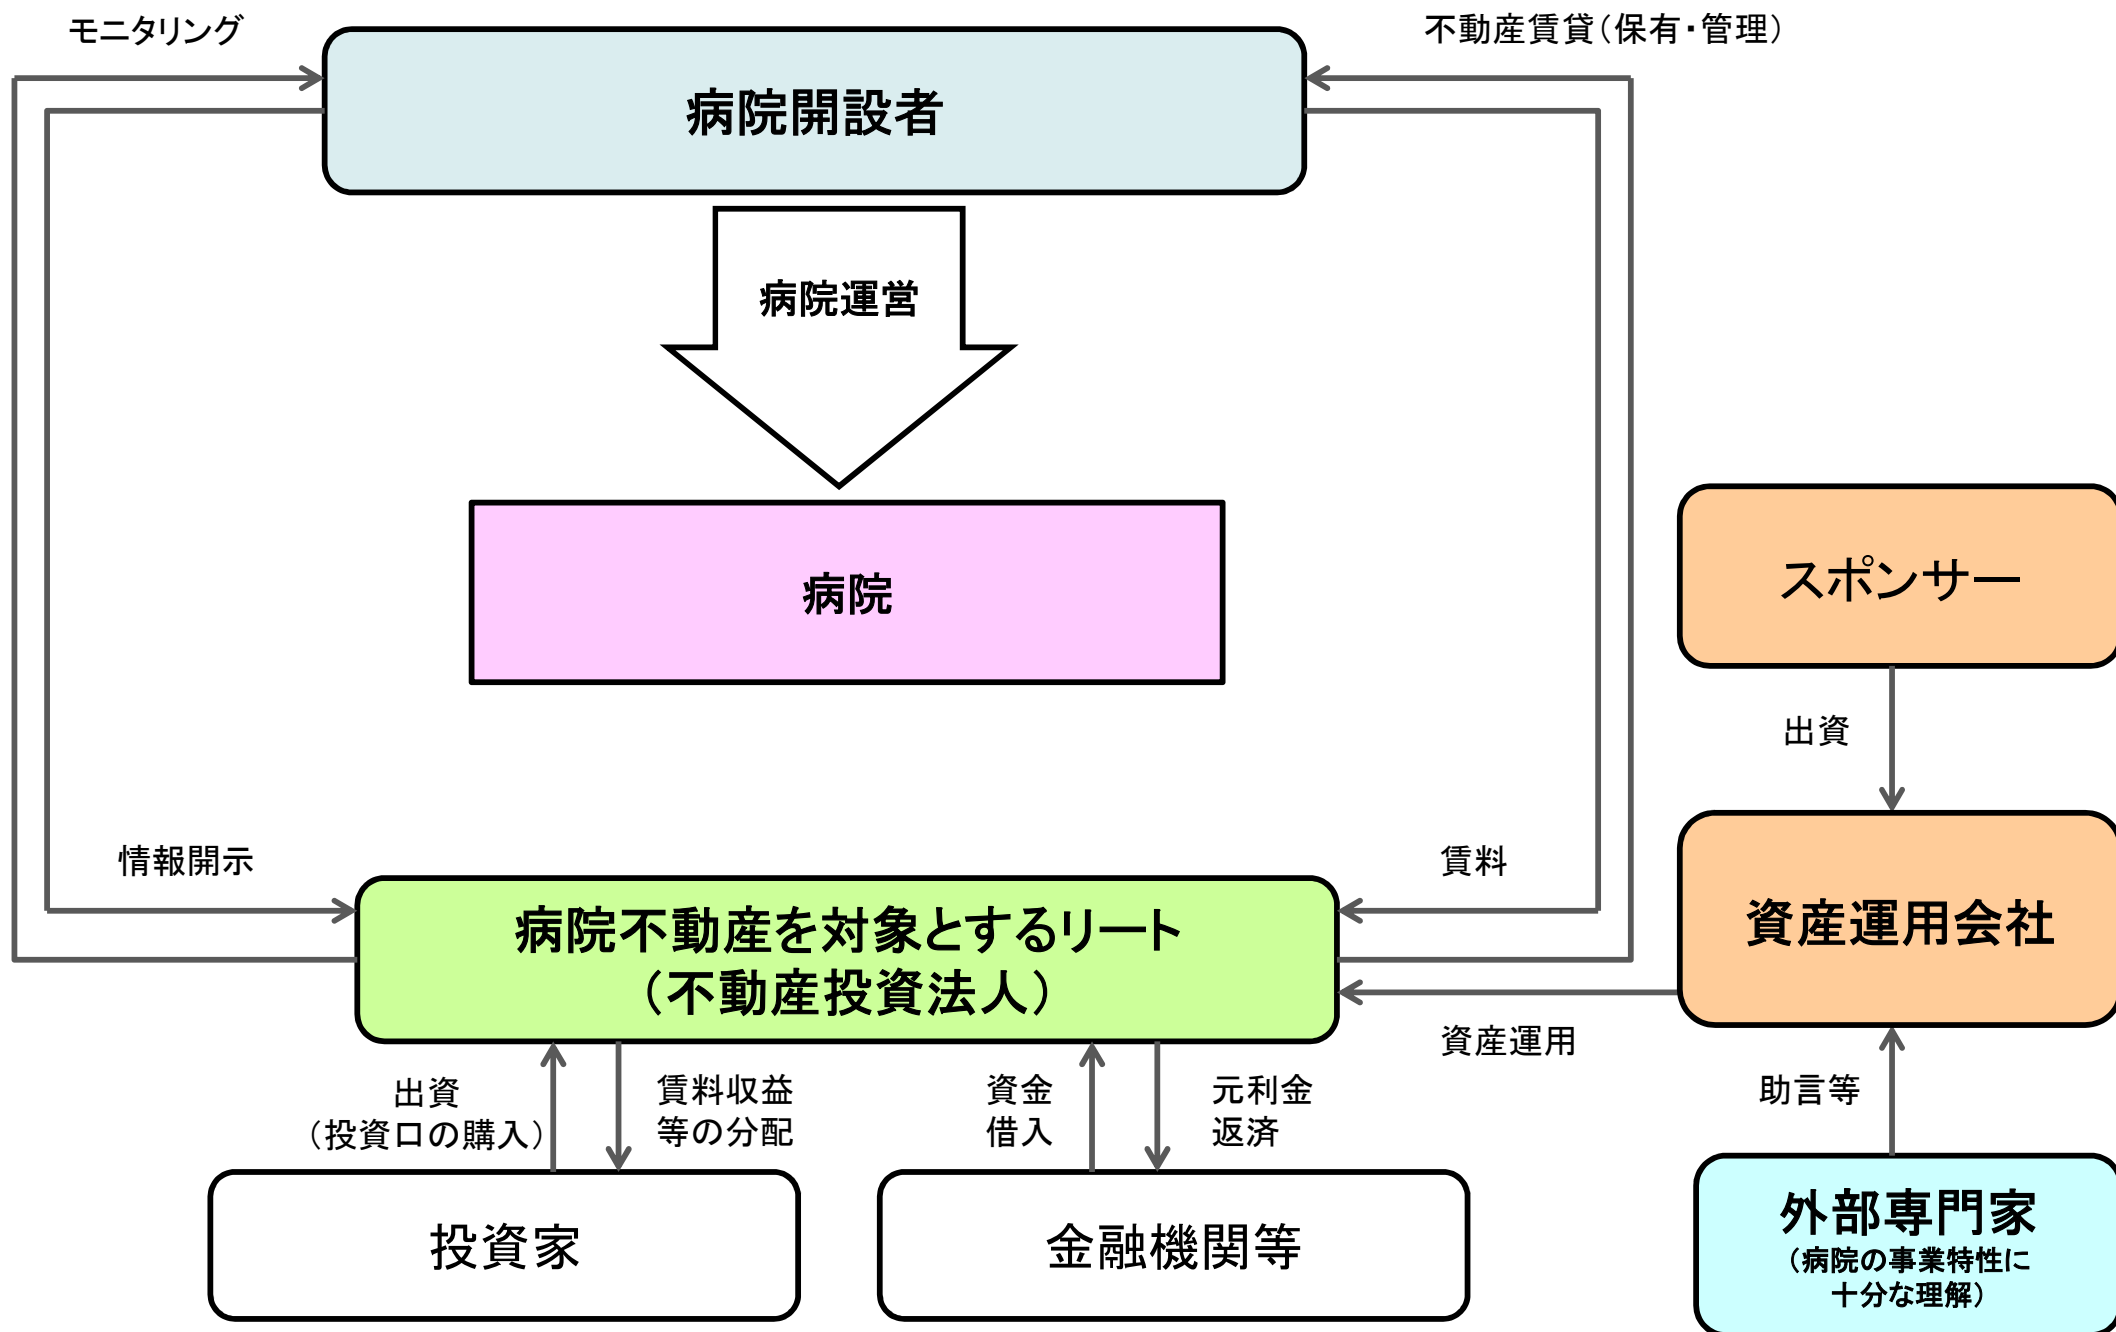 モニタリング
不動産賃貸（保有・管理）
病院開設者
病院運営
病院
スポンサー
出資
情報開示
賃料
病院不動産を対象とするリート
（不動産投資法人）
資産運用会社
資産運用
出資
（投資口の購入）
賃料収益
等の分配
資金
借入
元利金
返済
助言等
投資家
金融機関等
外部専門家
（病院の事業特性に
十分な理解）